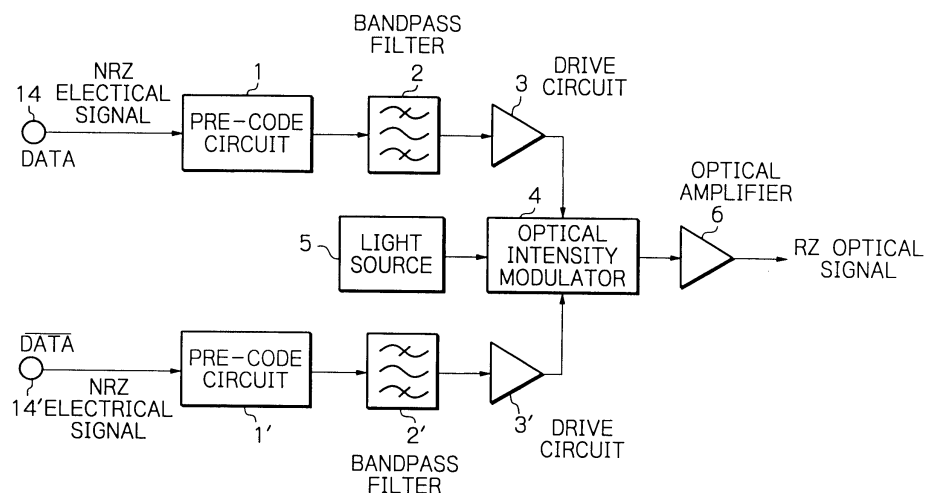 BANDPASS
FILTER
2
DRIVE
CIRCUIT
3
14
NRZ
ELECTICAL
SIGNAL
1
PRE-CODE
CIRCUIT
DATA
OPTICAL
AMPLIFIER
6
4
5
LIGHT
SOURCE
OPTICAL
INTENSITY
MODULATOR
RZ OPTICAL
SIGNAL
DATA
PRE-CODE
CIRCUIT
NRZ
14' ELECTRICAL
SIGNAL
1'
2'
3'
DRIVE
CIRCUIT
BANDPASS
FILTER